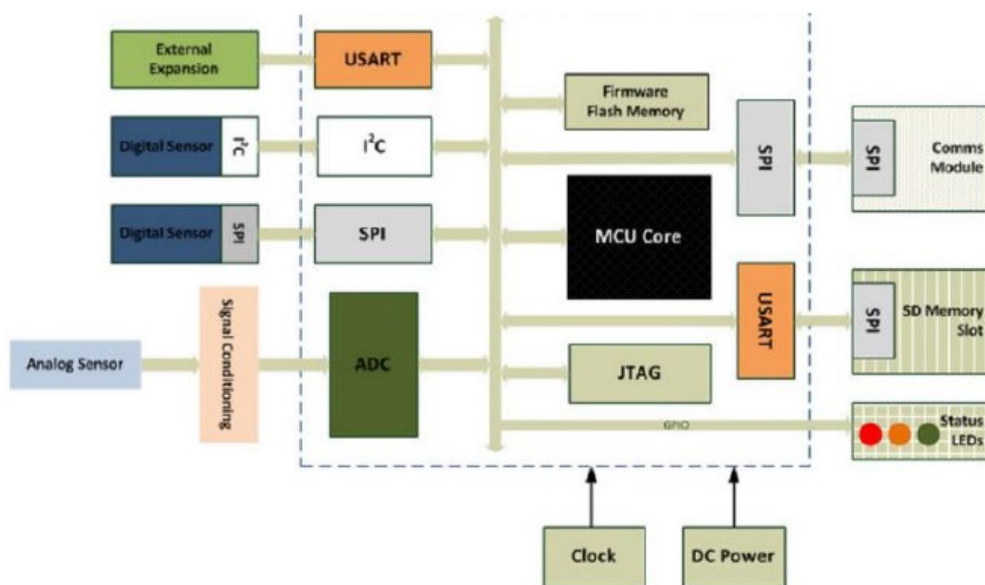 External
Expansion
USART
Firmware
Flash Memory
Digital Sensor
I²C
I²C
SPI
SPI
Comms
Module
Digital Sensor
SPI
SPI
MCU Core
Signal Conditioning
ADC
USART
SPI
SD Memory
Slot
Analog Sensor
JTAG
GPIO
Status
LEDs
Clock
DC Power